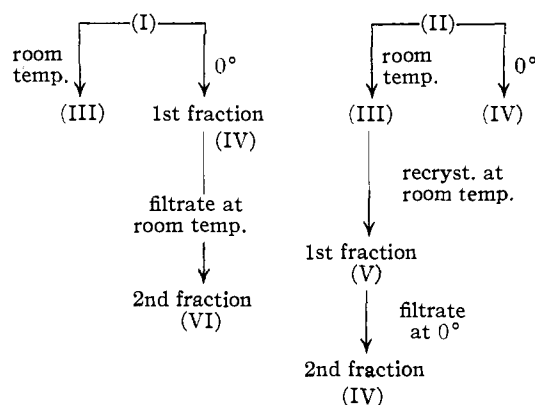 (I)
room
temp.
0°
(III)
1st fraction
(IV)
filtrate at
room temp.
2nd fraction
(VI)
(II)
room
temp.
0°
(III)
(IV)
recryst. at
room temp.
1st fraction
(V)
filtrate
at 0°
2nd fraction
(IV)